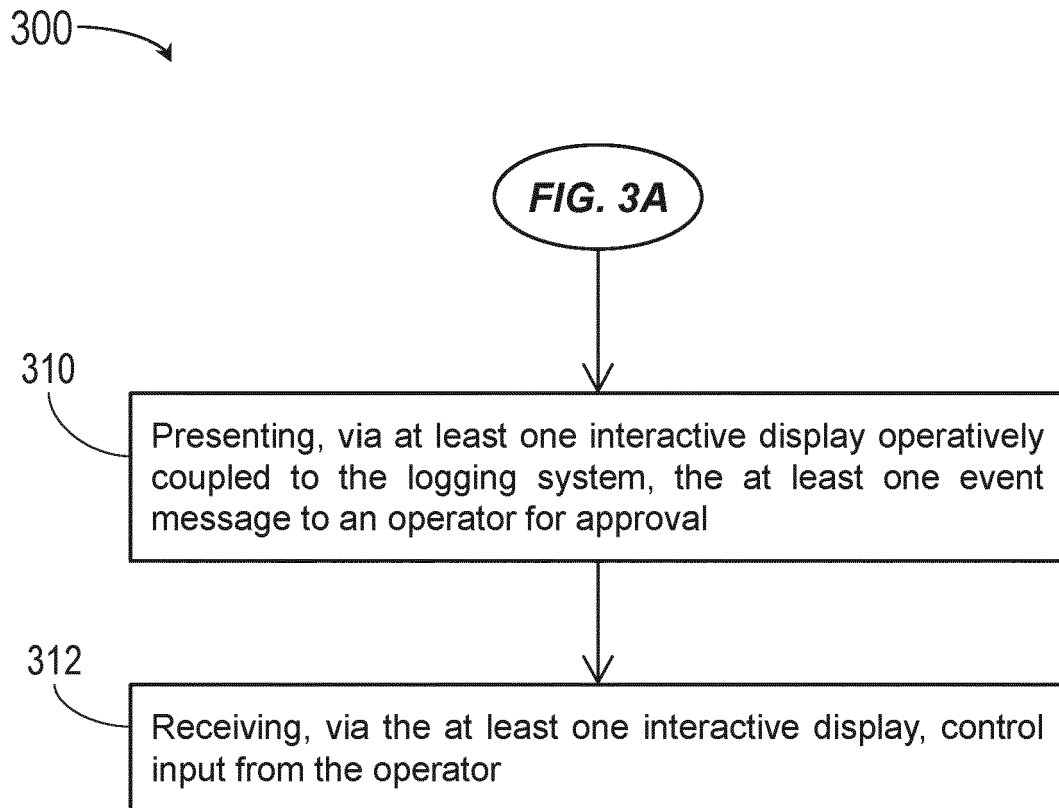 300
FIG. 3A
310
Presenting, via at least one interactive display operatively
coupled to the logging system, the at least one event
message to an operator for approval
312
Receiving, via the at least one interactive display, control
input from the operator